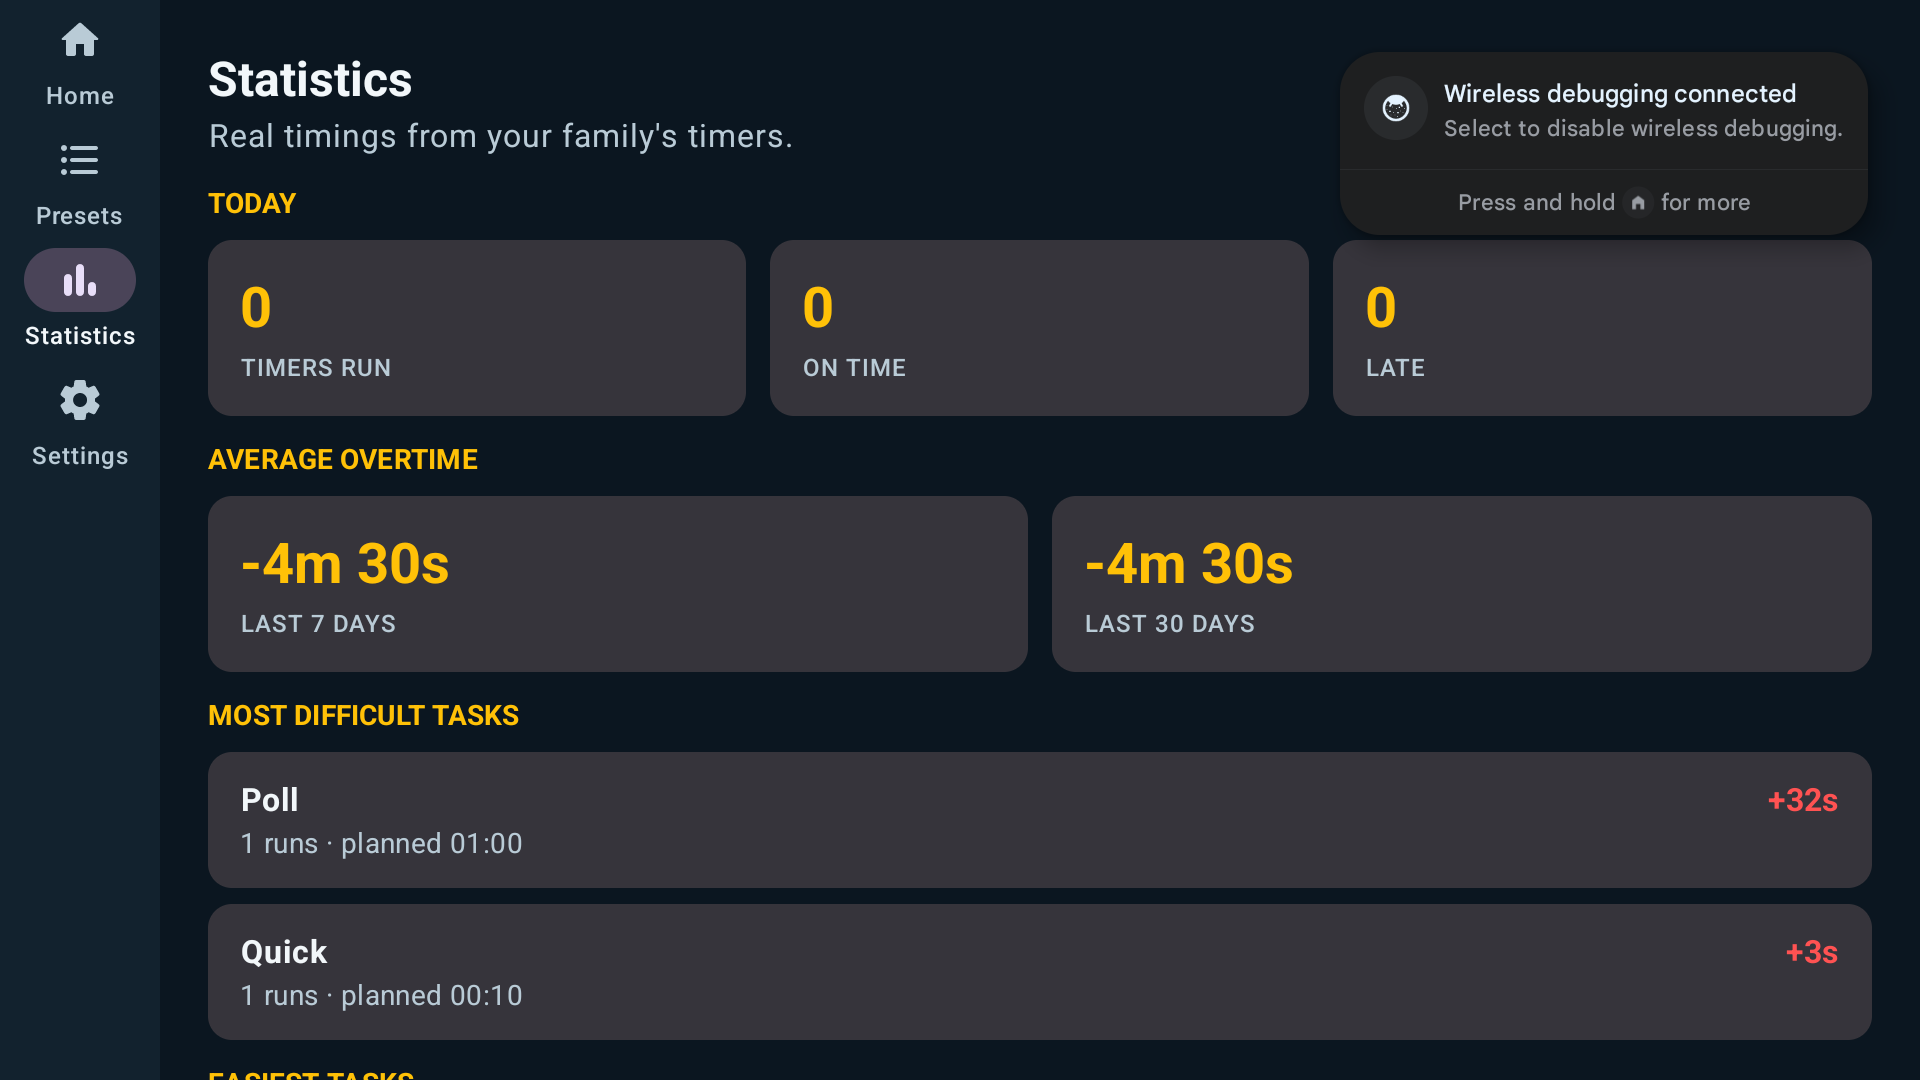 Home
Presets
Statistics
Settings
Statistics
Real timings from your family's timers.
Wireless debugging connected
Select to disable wireless debugging.
Press and hold for more
TODAY
0
TIMERS RUN
0
ON TIME
0
LATE
AVERAGE OVERTIME
-4m 30s
LAST 7 DAYS
-4m 30s
LAST 30 DAYS
MOST DIFFICULT TASKS
Poll
+32s
1 runs · planned 01:00
Quick
+3s
1 runs · planned 00:10
EASIEST TASKS